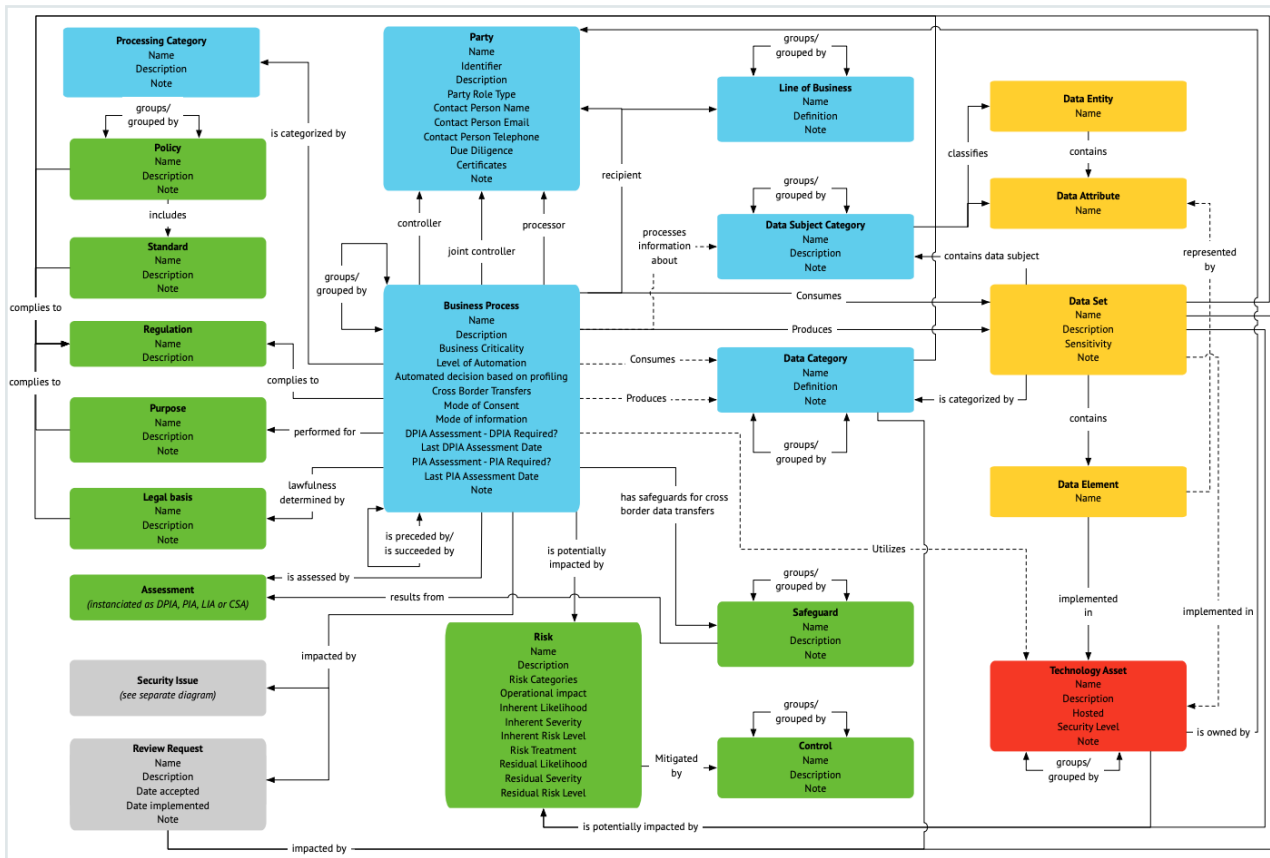 Processing Category
Name
Description
Note
groups/
grouped by
Policy
Name
Description
Note
includes
Standard
Name
Description
Note
complies to
Regulation
Name
Description
complies to
Purpose
Name
Description
Note
Legal basis
Name
Description
Note
Assessment
(instanciated as DPIA, PIA, LIA or CSA)
Security Issue
(see separate diagram)
Review Request
Name
Description
Date accepted
Date implemented
Note
is categorized by
complies to
performed for
lawfulness
determined by
is assessed by
results from
impacted by
impacted by
Party
Name
Identifier
Description
Party Role Type
Contact Person Name
Contact Person Email
Contact Person Telephone
Due Diligence
Certificates
Note
controller
joint controller
processor
recipient
groups/
grouped by
Business Process
Name
Description
Business Criticality
Level of Automation
Automated decision based on profiling
Cross Border Transfers
Mode of Consent
Mode of information
DPIA Assessment - DPIA Required?
Last DPIA Assessment Date
PIA Assessment - PIA Required?
Last PIA Assessment Date
Note
is preceded by/
is succeeded by
is potentially
impacted by
Risk
Name
Description
Risk Categories
Operational impact
Inherent Likelihood
Inherent Severity
Inherent Risk Level
Risk Treatment
Residual Likelihood
Residual Severity
Residual Risk Level
Mitigated
by
is potentially impacted by
processes
information
about
Consumes
Produces
Consumes
Produces
has safeguards for cross
border data transfers
Utilizes
groups/
grouped by
Line of Business
Name
Definition
Note
groups/
grouped by
Data Subject Category
Name
Description
Note
Data Category
Name
Definition
Note
groups/
grouped by
groups/
grouped by
Safeguard
Name
Description
Note
groups/
grouped by
Control
Name
Description
Note
classifies
contains data subject
is categorized by
Data Entity
Name
contains
Data Attribute
Name
represented
by
Data Set
Name
Description
Sensitivity
Note
contains
Data Element
Name
implemented
in
implemented in
Technology Asset
Name
Description
Hosted
Security Level
Note
groups/
grouped by
is owned by